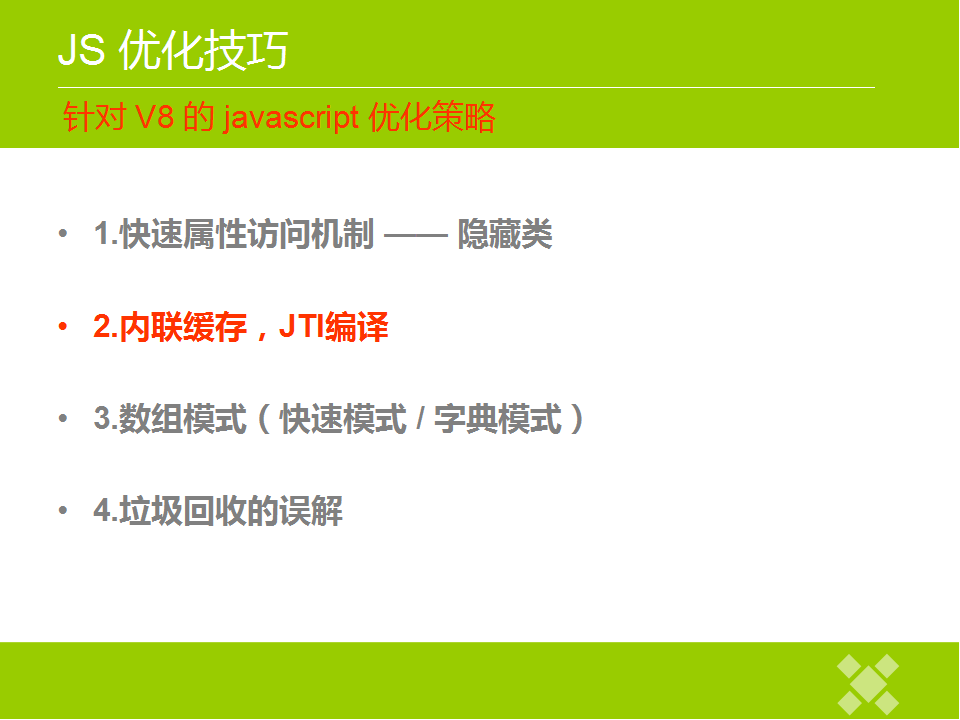 JS 优化技巧
针对 V8 的 javascript 优化策略
• 1.快速属性访问机制 —— 隐藏类
• 2.内联缓存，JTI编译
• 3.数组模式（快速模式 / 字典模式）
• 4.垃圾回收的误解